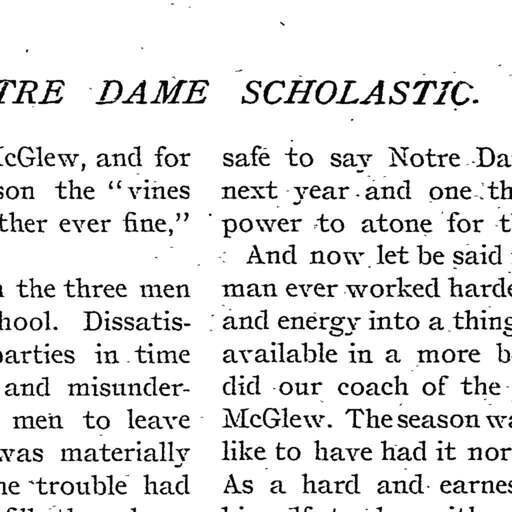 TRE DAME SCHOLASTIC.
McGlew, and for
son the "vines
ther ever fine,"
the three men
hool. Dissatis-
parties in time
and misunder-
men to leave
was materially
he trouble had
safe to say Notre Da
next year and one th
power to atone for t
And now let be said
man ever worked harde
and energy into a thing
available in a more b
did our coach of the
McGlew. The season wa
like to have had it nor
As a hard and earnes